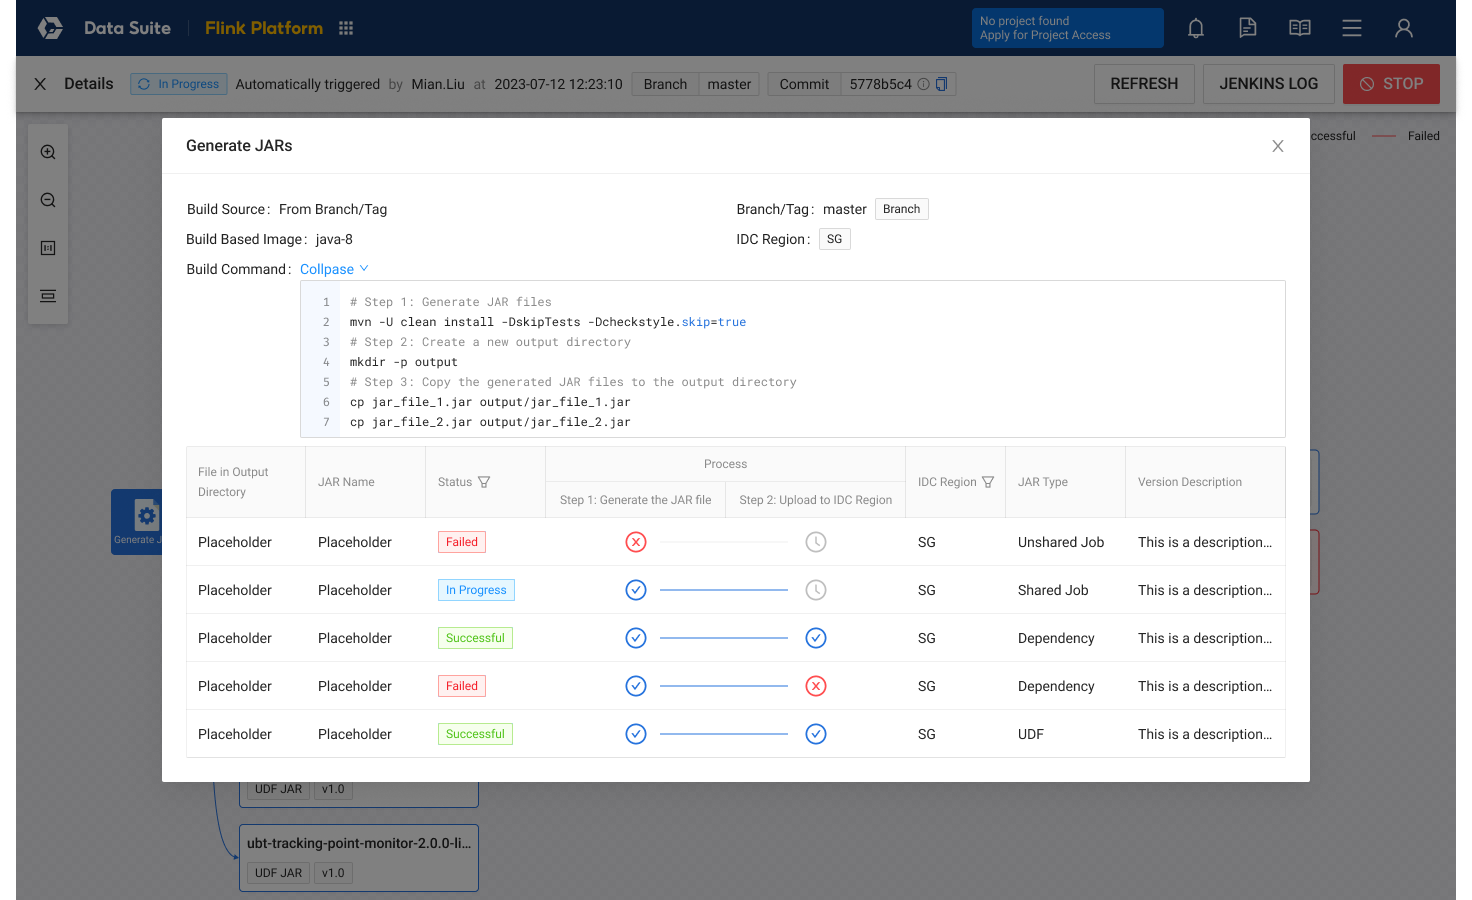 Data Suite
Flink Platform
No project found
Apply for Project Access
Details
In Progress
Automatically triggered by Mian.Liu at 2023-07-12 12:23:10
Branch master
Commit 5778b5c4
REFRESH
JENKINS LOG
STOP
ccessful
Failed
Generate JARs
Build Source: From Branch/Tag
Branch/Tag: master Branch
Build Based Image: java-8
IDC Region: SG
Build Command: Collpase
1 # Step 1: Generate JAR files
2 mvn -U clean install -DskipTests -Dcheckstyle.skip=true
3 # Step 2: Create a new output directory
4 mkdir -p output
5 # Step 3: Copy the generated JAR files to the output directory
6 cp jar_file_1.jar output/jar_file_1.jar
7 cp jar_file_2.jar output/jar_file_2.jar
File in Output
Directory
JAR Name
Status
Process
Step 1: Generate the JAR file
Step 2: Upload to IDC Region
IDC Region
JAR Type
Version Description
Placeholder Placeholder Failed SG Unshared Job This is a description...
Placeholder Placeholder In Progress SG Shared Job This is a description...
Placeholder Placeholder Successful SG Dependency This is a description...
Placeholder Placeholder Failed SG Dependency This is a description...
Placeholder Placeholder Successful SG UDF This is a description...
Generate J
UDF JAR v1.0
ubt-tracking-point-monitor-2.0.0-li...
UDF JAR v1.0